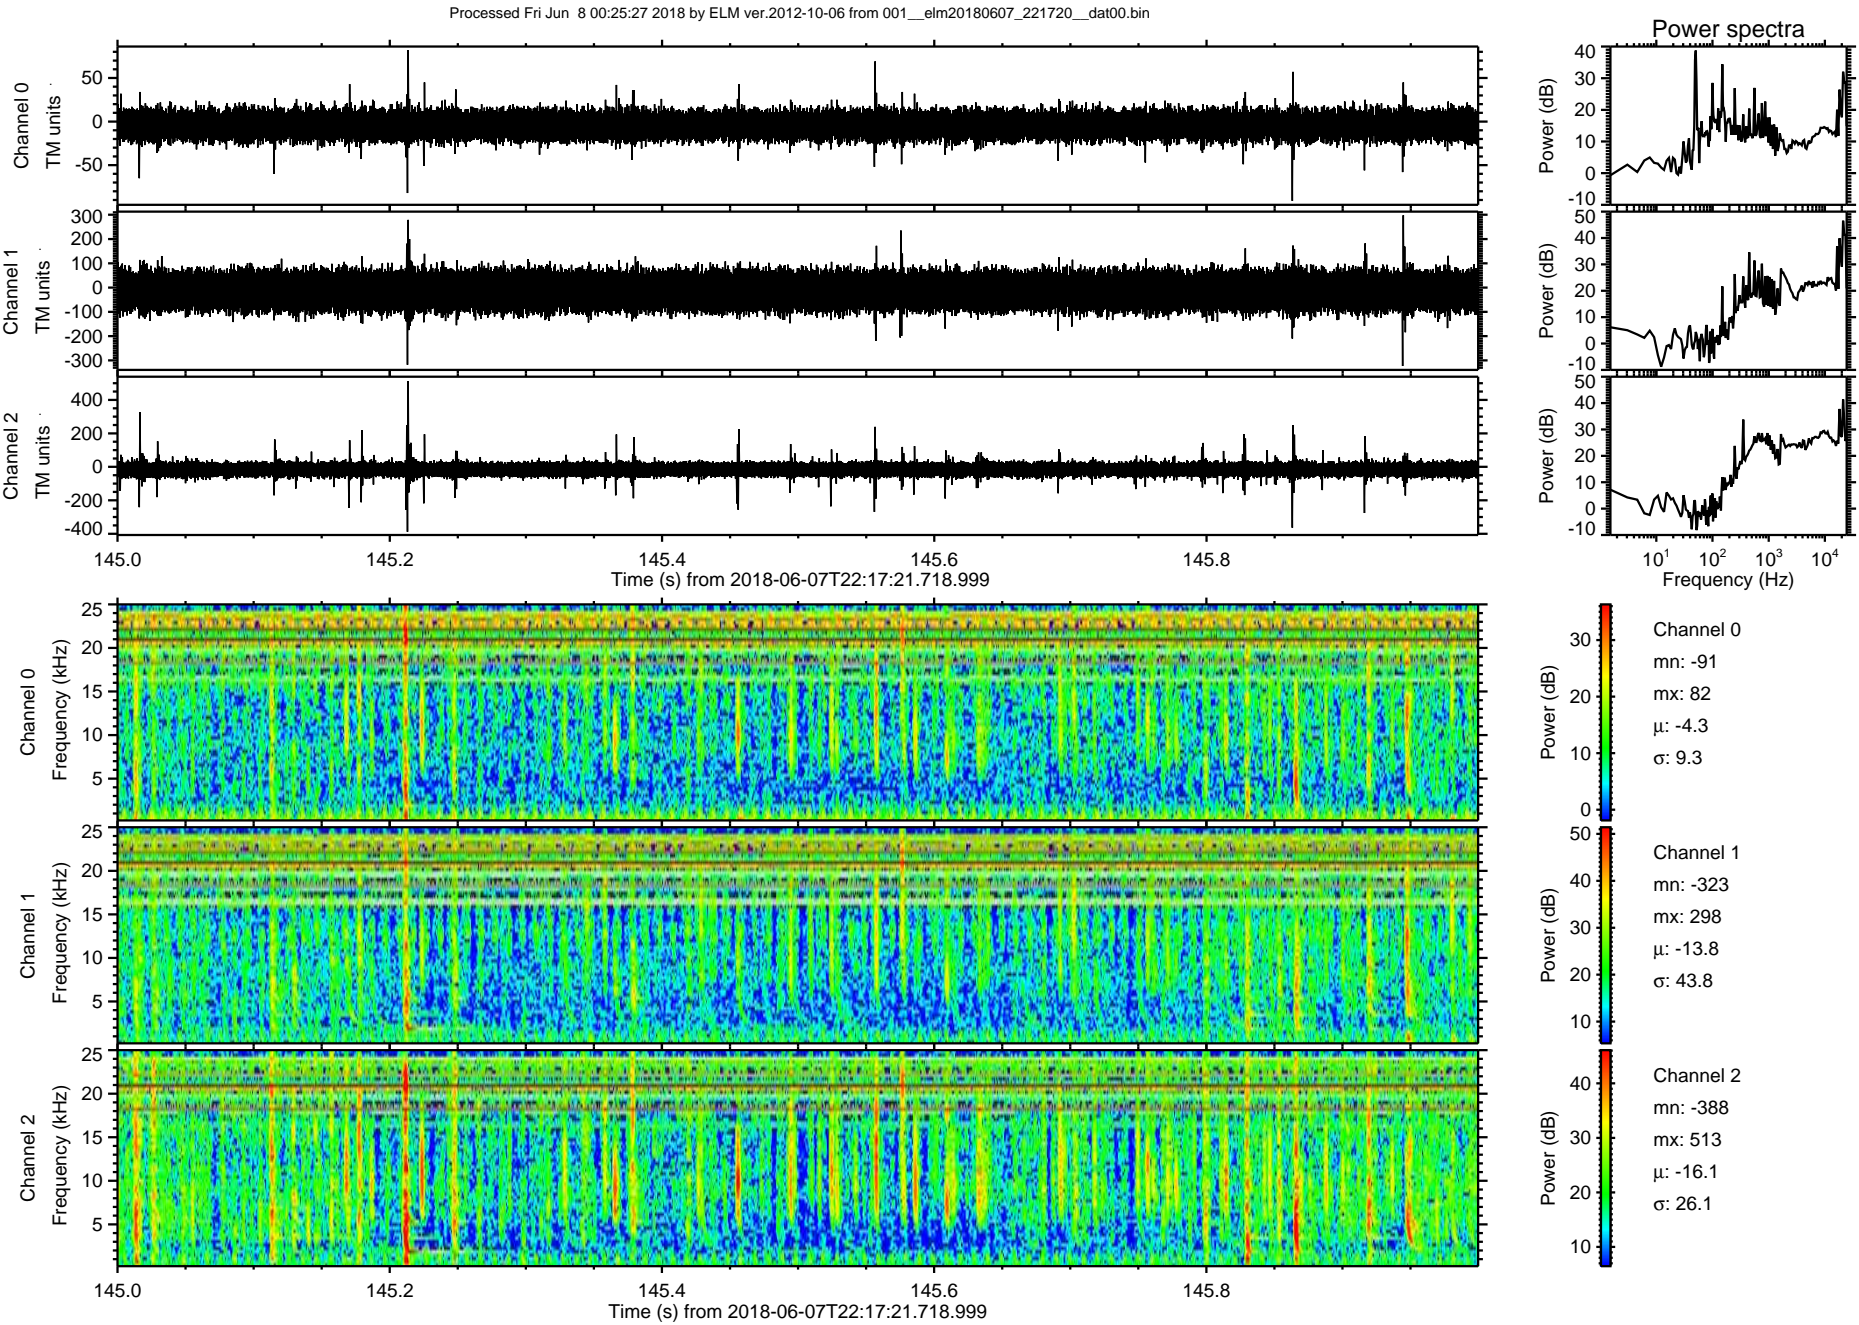 Processed Fri Jun  8 00:25:27 2018 by ELM ver.2012-10-06 from 001__elm20180607_221720__dat00.bin
Power spectra
Channel 0
TM units
50
0
-50
Power (dB)
40
30
20
10
0
-10
Channel 1
TM units
300
200
100
0
-100
-200
-300
Power (dB)
50
40
30
20
10
0
-10
Channel 2
TM units
400
200
0
-200
-400
Power (dB)
50
40
30
20
10
0
-10
145.0 145.2 145.4 145.6 145.8
Time (s) from 2018-06-07T22:17:21.718.999
10^1 10^2 10^3 10^4
Frequency (Hz)
Channel 0
Frequency (kHz)
25
20
15
10
5
Power (dB)
30
20
10
0
Channel 0
mn: -91
mx: 82
μ: -4.3
σ: 9.3
Channel 1
Frequency (kHz)
25
20
15
10
5
Power (dB)
50
40
30
20
10
Channel 1
mn: -323
mx: 298
μ: -13.8
σ: 43.8
Channel 2
Frequency (kHz)
25
20
15
10
5
Power (dB)
40
30
20
10
Channel 2
mn: -388
mx: 513
μ: -16.1
σ: 26.1
145.0 145.2 145.4 145.6 145.8
Time (s) from 2018-06-07T22:17:21.718.999